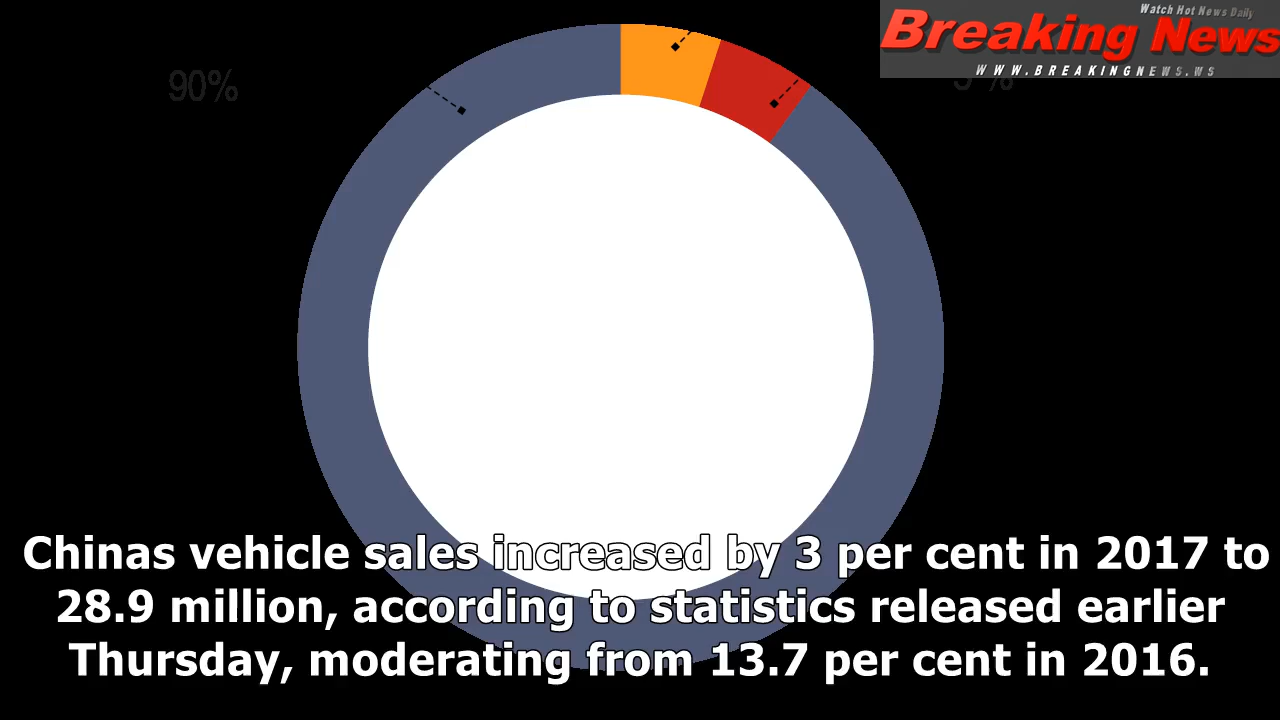 Watch Hot News Daily
Breaking News
WWW.BREAKINGNEWS.WS
90%
5%
Chinas vehicle sales increased by 3 per cent in 2017 to
28.9 million, according to statistics released earlier
Thursday, moderating from 13.7 per cent in 2016.